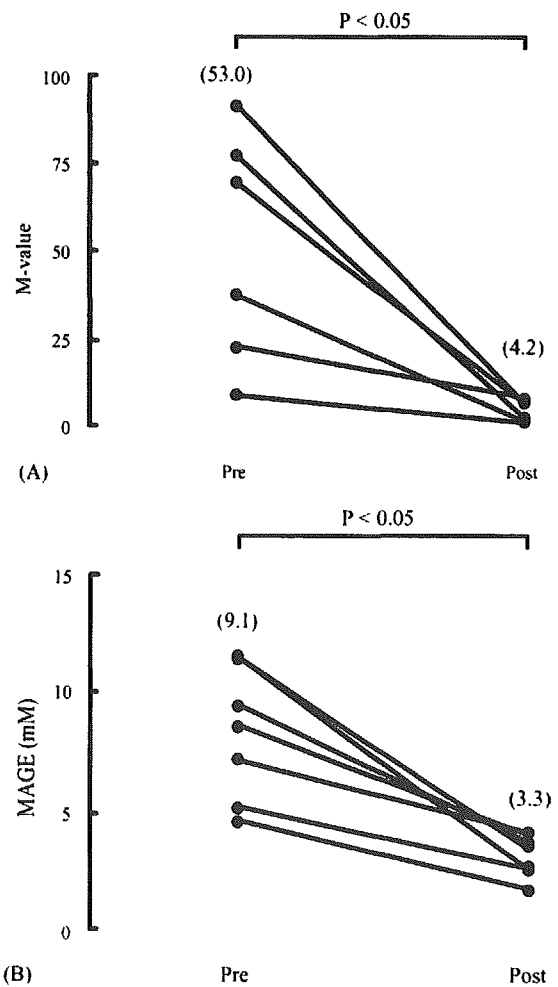 P < 0.05
100
(53.0)
75
50
25
0
M-value
(4.2)
(A)
Pre
Post
P < 0.05
15
(9.1)
10
5
0
MAGE (mM)
(3.3)
(B)
Pre
Post